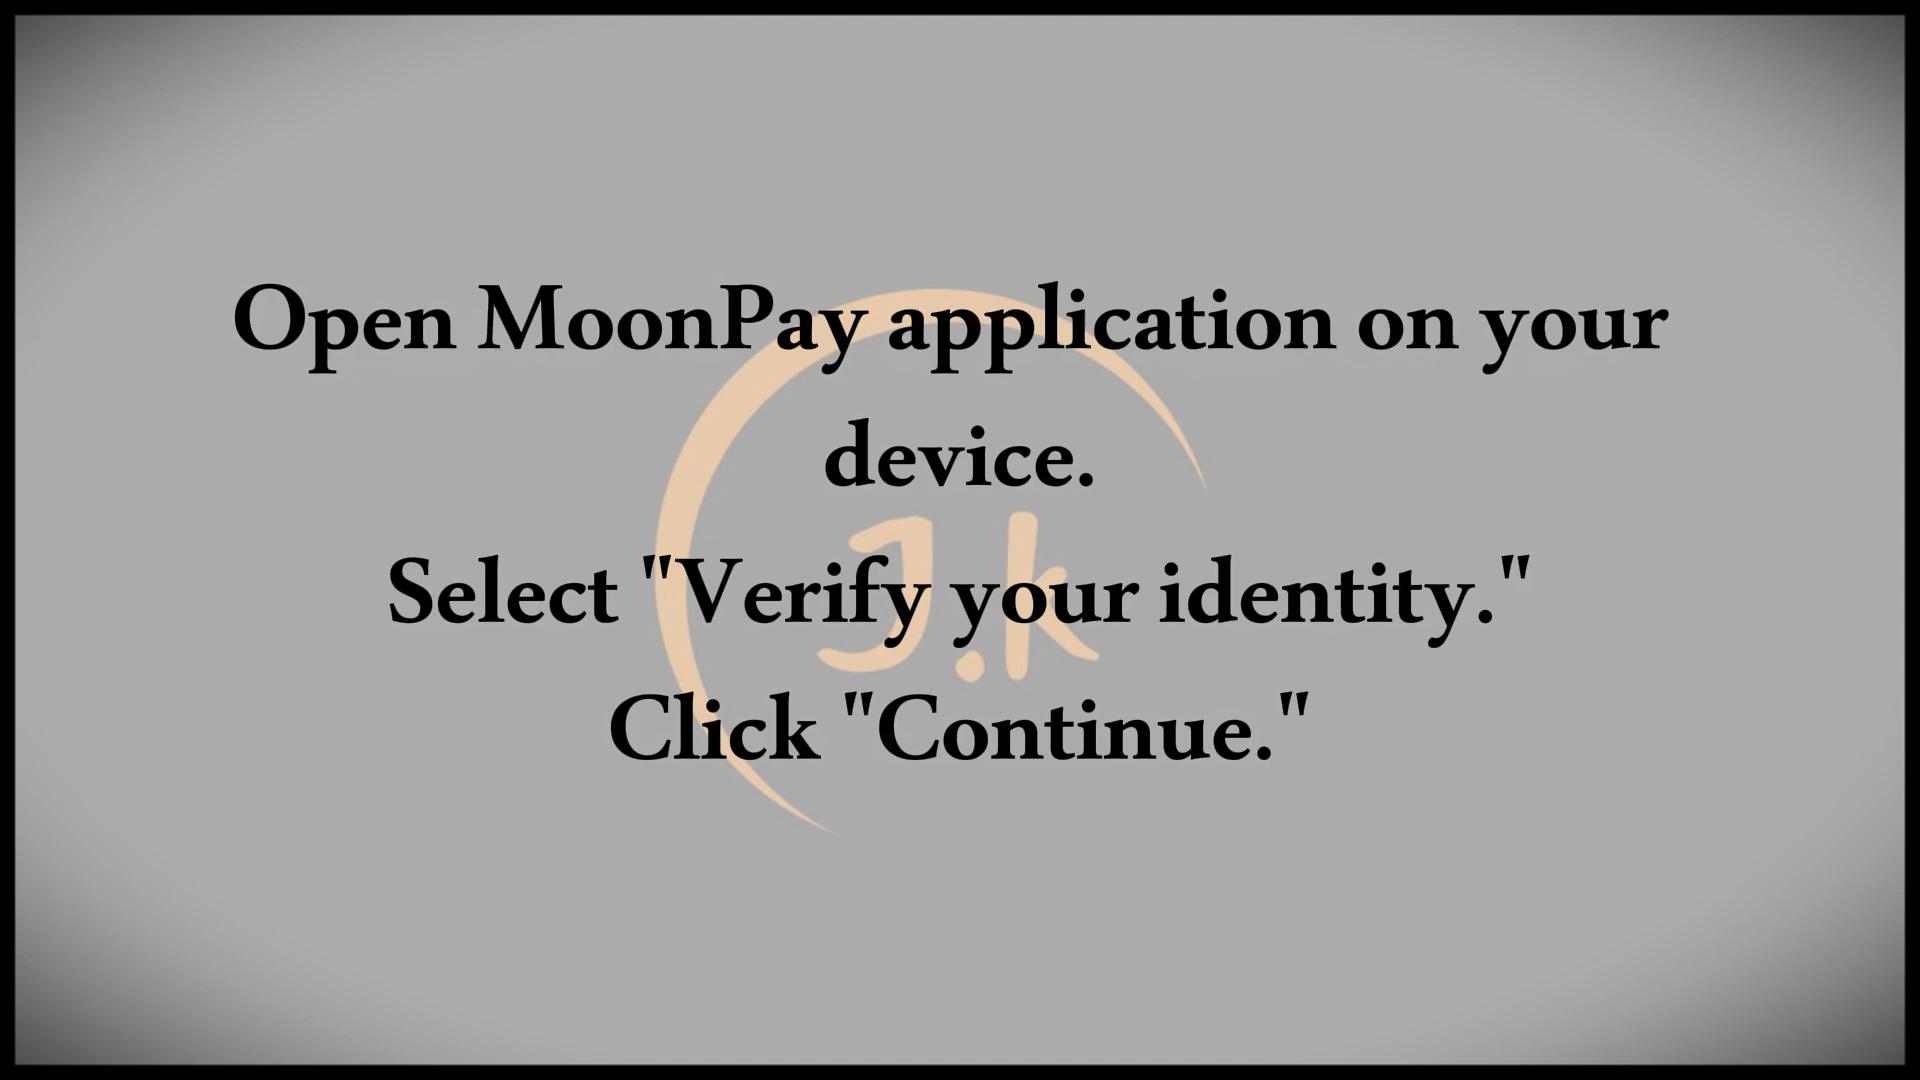 Open MoonPay application on your
device.
J.k
Select "Verify your identity."
Click "Continue."